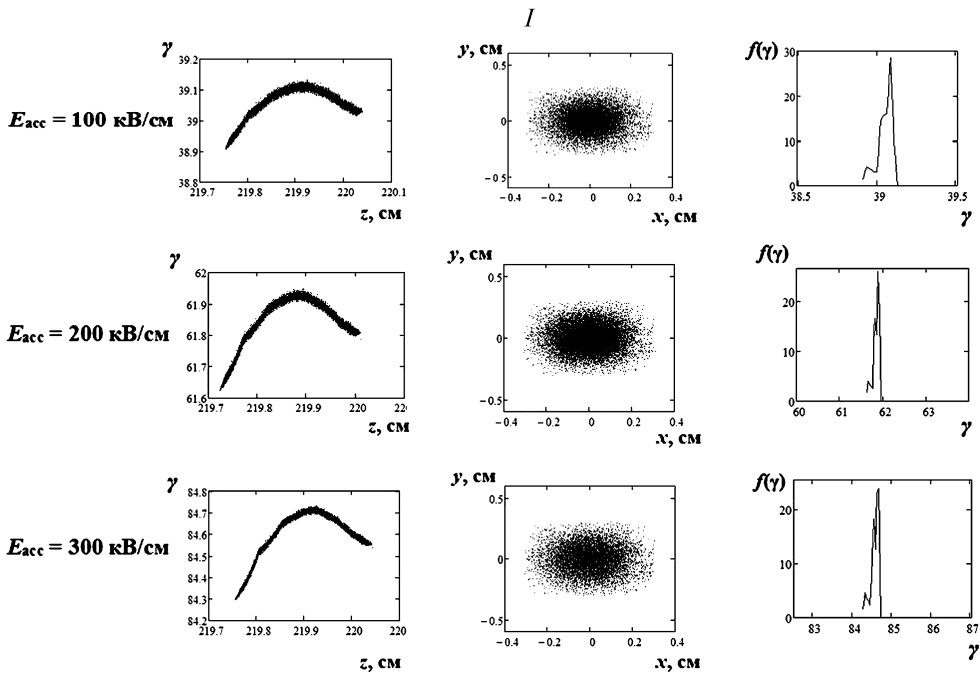 I
γ
39.2
39.1
39
38.9
38.8
219.7 219.8 219.9 220 220.1
z, см
Eacc = 100 кВ/см
y, см
0.5
0
−0.5
−0.4 −0.2 0 0.2 0.4
x, см
f(γ)
30
20
10
0
38.5 39 39.5
γ
γ
62
61.9
61.8
61.7
61.6
219.7 219.8 219.9 220 22
z, см
Eacc = 200 кВ/см
y, см
0.5
0
−0.5
−0.4 −0.2 0 0.2 0.4
x, см
f(γ)
20
10
0
60 61 62 63
γ
γ
84.8
84.7
84.6
84.5
84.4
84.3
84.2
219.7 219.8 219.9 220 220
z, см
Eacc = 300 кВ/см
y, см
0.5
0
−0.5
−0.4 −0.2 0 0.2 0.4
x, см
f(γ)
20
10
0
83 84 85 86 87
γ